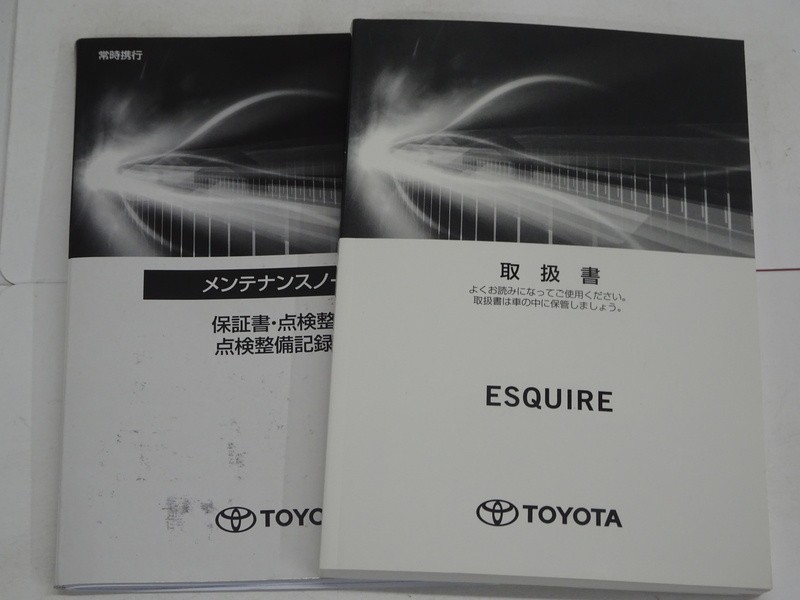 常時携行
メンテナンスノー
保証書・点検整
点検整備記録
TOYO
取扱書
よくお読みになってご使用ください。
取扱書は車の中に保管しましょう。
ESQUIRE
TOYOTA